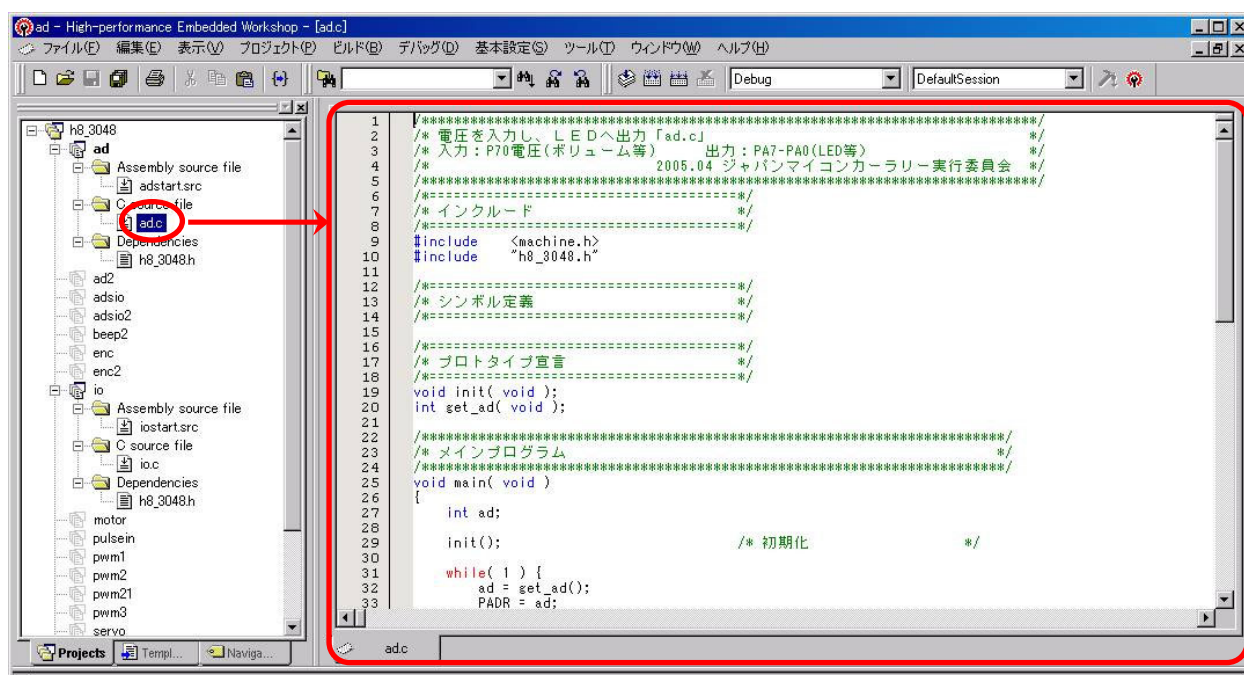 ad - High-performance Embedded Workshop - [ad.c]
ファイル(F) 編集(E) 表示(V) プロジェクト(P) ビルド(B) デバッグ(D) 基本設定(S) ツール(T) ウィンドウ(W) ヘルプ(H)
Debug DefaultSession
h8_3048
ad
Assembly source file
adstart.src
C source file
ad.c
Dependencies
h8_3048.h
ad2
adsio
adsio2
beep2
enc
enc2
io
Assembly source file
iostart.src
C source file
io.c
Dependencies
h8_3048.h
motor
pulsein
pwm1
pwm2
pwm21
pwm3
servo
Projects Templ... Naviga...
1 /****************************************************************************/
2 /* 電圧を入力し、ＬＥＤへ出力「ad.c」 */
3 /* 入力：P70電圧(ボリューム等) 出力：PA7-PA0(LED等) */
4 /* 2005.04 ジャパンマイコンカーラリー実行委員会 */
5 /****************************************************************************/
6 /*======================================*/
7 /* インクルード */
8 /*======================================*/
9 #include <machine.h>
10 #include "h8_3048.h"
11
12 /*======================================*/
13 /* シンボル定義 */
14 /*======================================*/
15
16 /*======================================*/
17 /* プロトタイプ宣言 */
18 /*======================================*/
19 void init( void );
20 int get_ad( void );
21
22 /************************************************************************/
23 /* メインプログラム */
24 /************************************************************************/
25 void main( void )
26 {
27 int ad;
28
29 init(); /* 初期化 */
30
31 while( 1 ) {
32 ad = get_ad();
33 PADR = ad;
ad.c